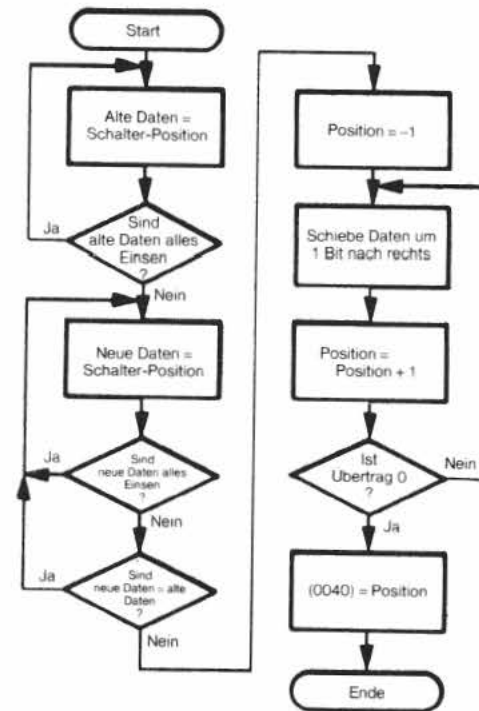 Start
Alte Daten =
Schalter-Position
Ja
Sind
alte Daten alles
Einsen
?
Nein
Neue Daten =
Schalter-Position
Ja
Sind
neue Daten alles
Einsen
?
Nein
Ja
Sind
neue Daten = alte
Daten
?
Nein
Position = -1
Schiebe Daten um
1 Bit nach rechts
Position =
Position + 1
Ist
Übertrag 0
?
Nein
Ja
(0040) = Position
Ende